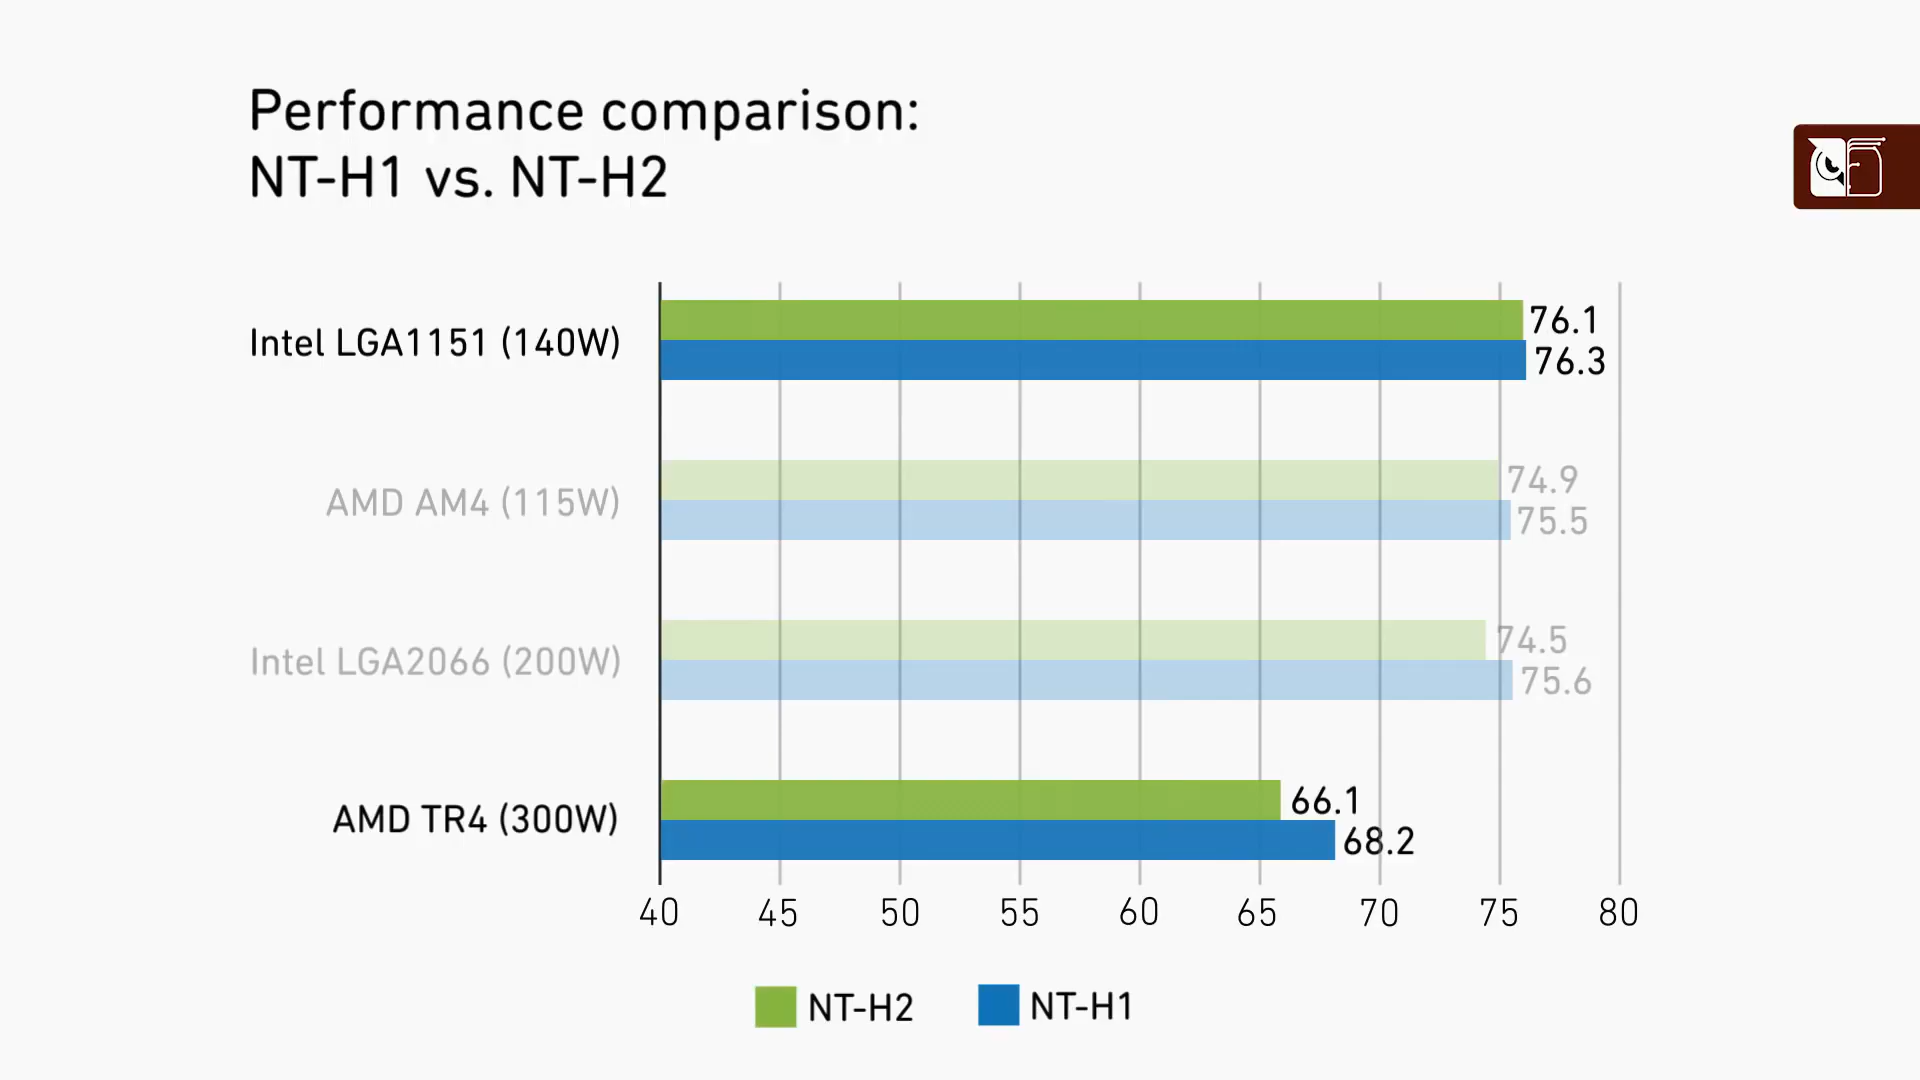 Performance comparison:
NT-H1 vs. NT-H2
Intel LGA1151 (140W)
76.1
76.3
AMD AM4 (115W)
74.9
75.5
Intel LGA2066 (200W)
74.5
75.6
AMD TR4 (300W)
66.1
68.2
40 45 50 55 60 65 70 75 80
NT-H2 NT-H1